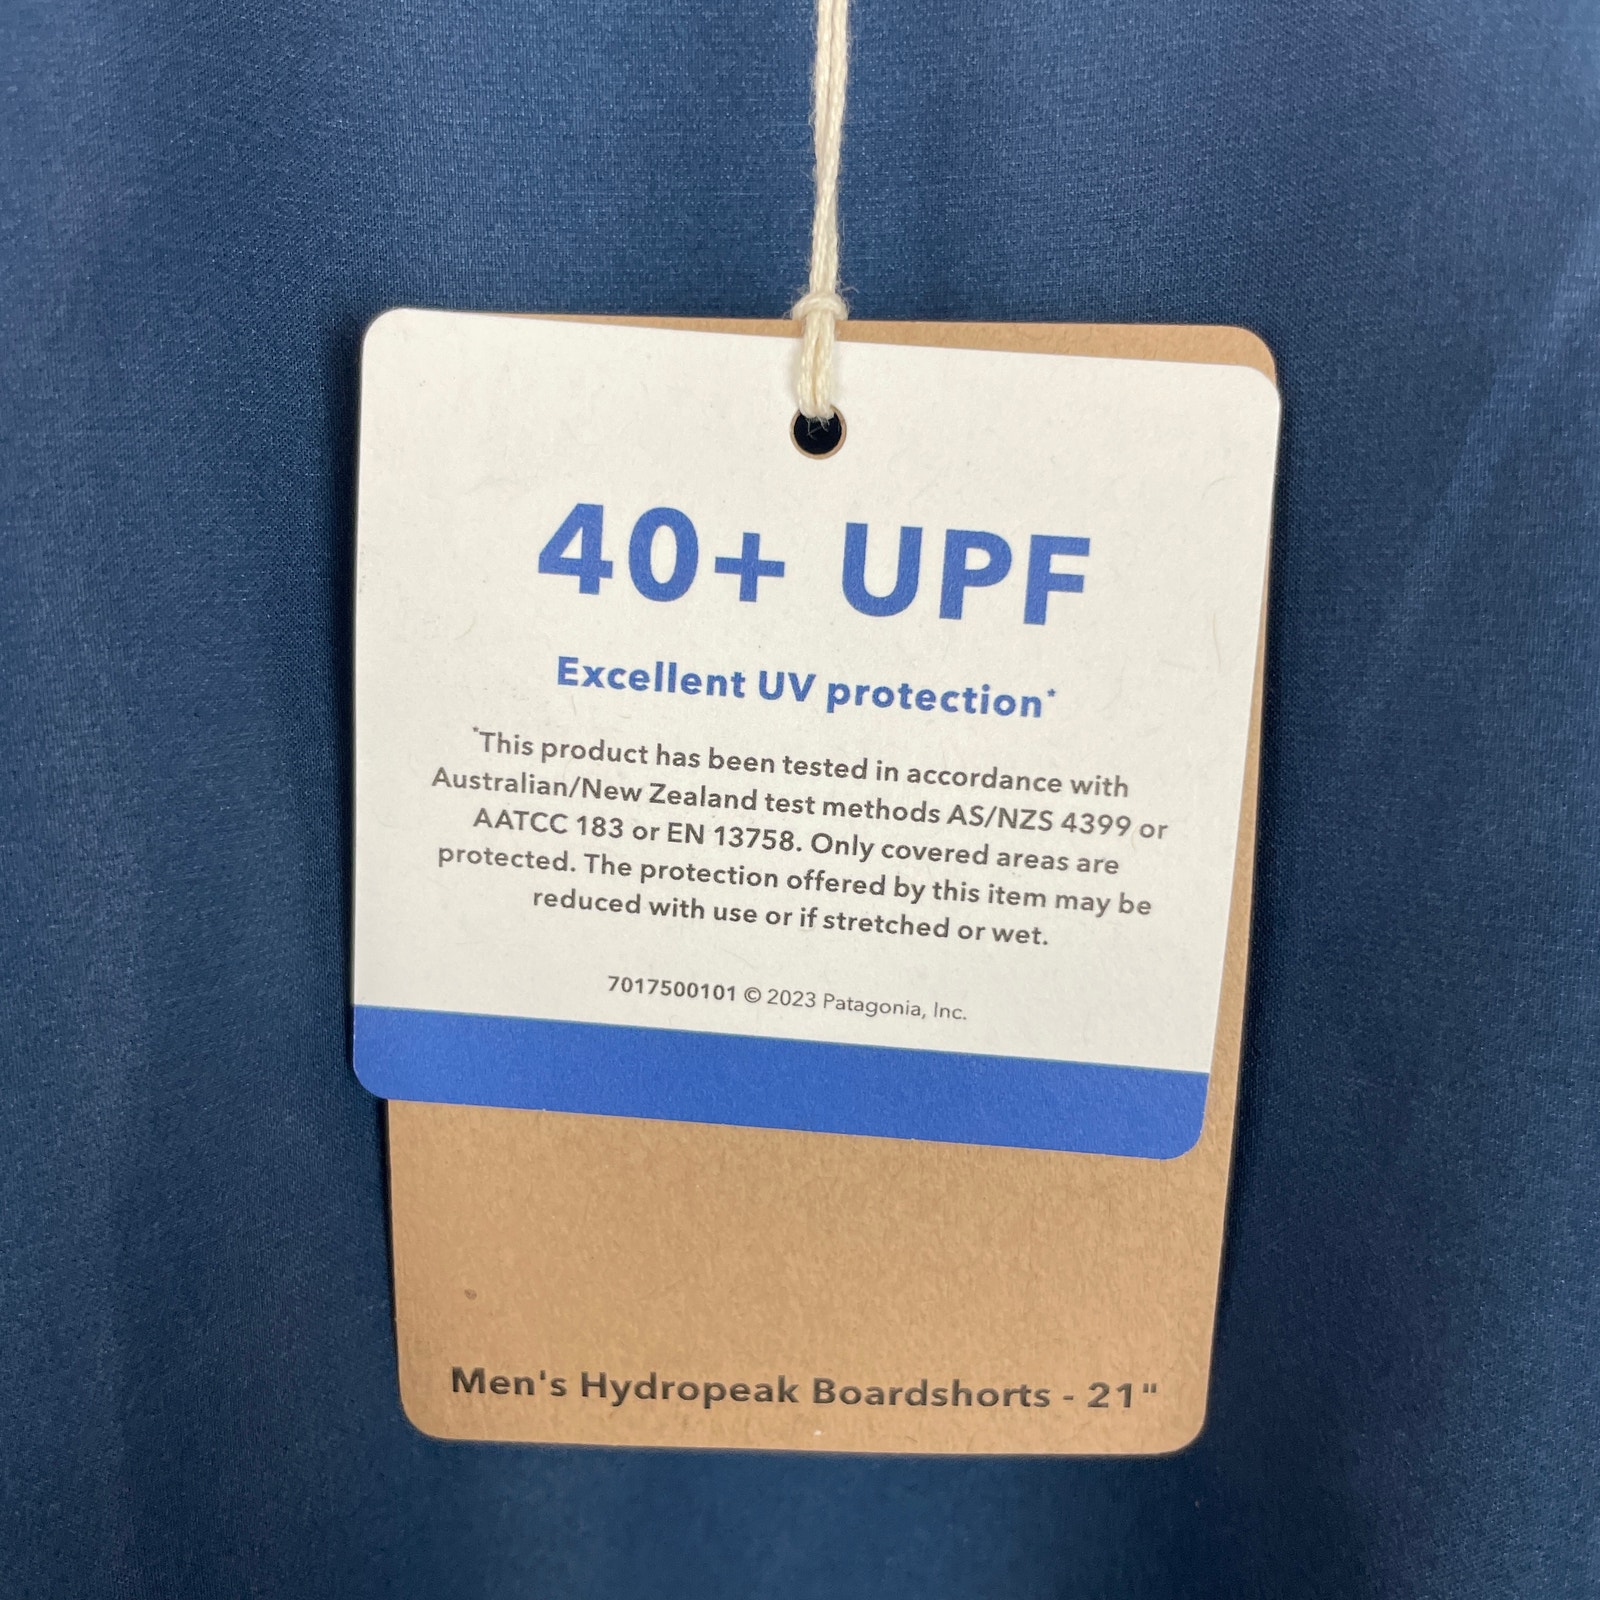 40+ UPF
Excellent UV protection*
*This product has been tested in accordance with
Australian/New Zealand test methods AS/NZS 4399 or
AATCC 183 or EN 13758. Only covered areas are
protected. The protection offered by this item may be
reduced with use or if stretched or wet.
7017500101 © 2023 Patagonia, Inc.
Men's Hydropeak Boardshorts - 21"